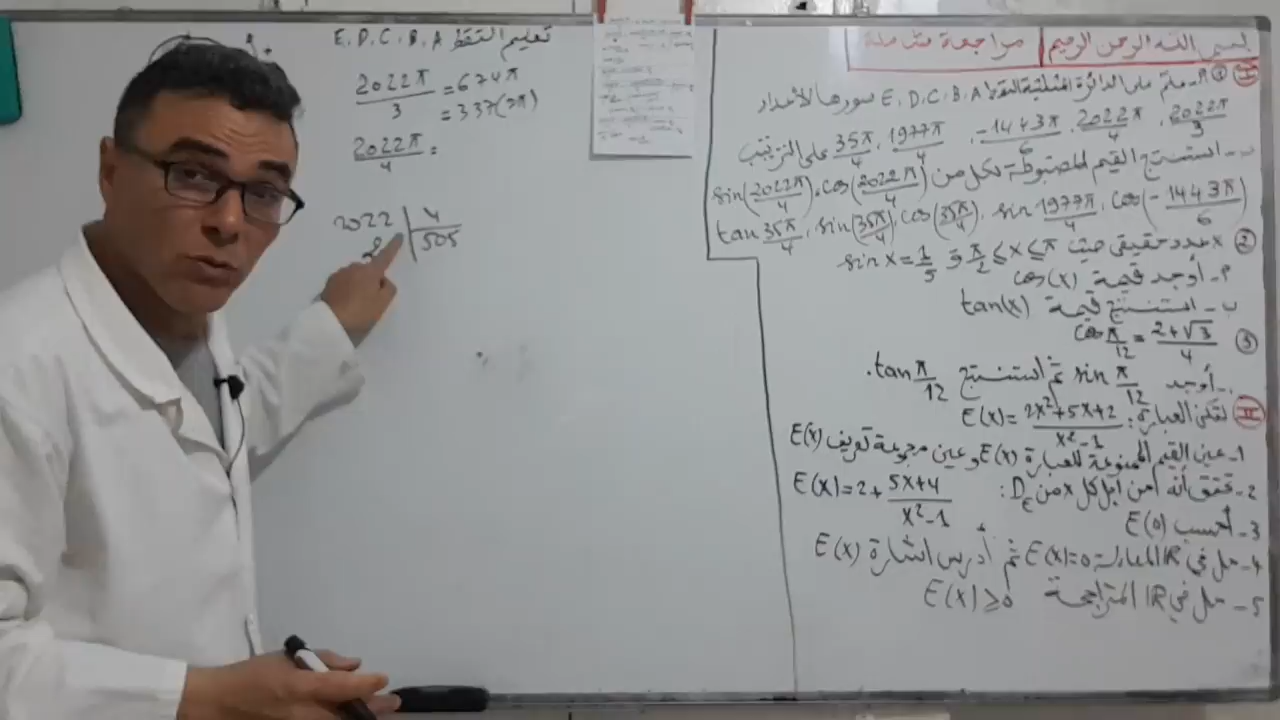 بسم الله الرحمن الرحيم | مراجعة شاملة
I ① أ- علّم على الدائرة المثلثية النقط E, D, C, B, A صورها الأعداد
2022π/3 , 2022π/4 , -1443π/6 , 1977π/4 , 35π/4 على الترتيب
ب- استنتج القيم المضبوطة لكل من sin(2022π/4) , cos(2022π/4)
cos(-1443π/6) , sin 1977π/4 , cos(35π/4) , sin(35π/4) , tan 35π/4
② x عدد حقيقي حيث π/2 ≤ x ≤ π و sin x = 1/5
أ- أوجد قيمة cos(x)
ب- استنتج قيمة tan(x)
③ cos π/12 = 2+√3/4
- أوجد sin π/12 ثم استنتج tan π/12 .
II لتكن العبارة: E(x) = 2x²+5x+2/x²-1
1- عين القيم الممنوعة للعبارة E(x) وعين مجموعة تعريف E(x)
2- تحقق أنه من أجل كل x من D_E : E(x) = 2 + 5x+4/x²-1
3- أحسب E(0)
4- حل في IR المعادلة E(x)=0 ثم أدرس اشارة E(x)
5- حل في IR المتراجحة E(x) ≥ 0
تعليم النقط E, D, C, B, A
2022π/3 = 674π
= 337(2π)
2022π/4 =
2022 | 4
2 | 505